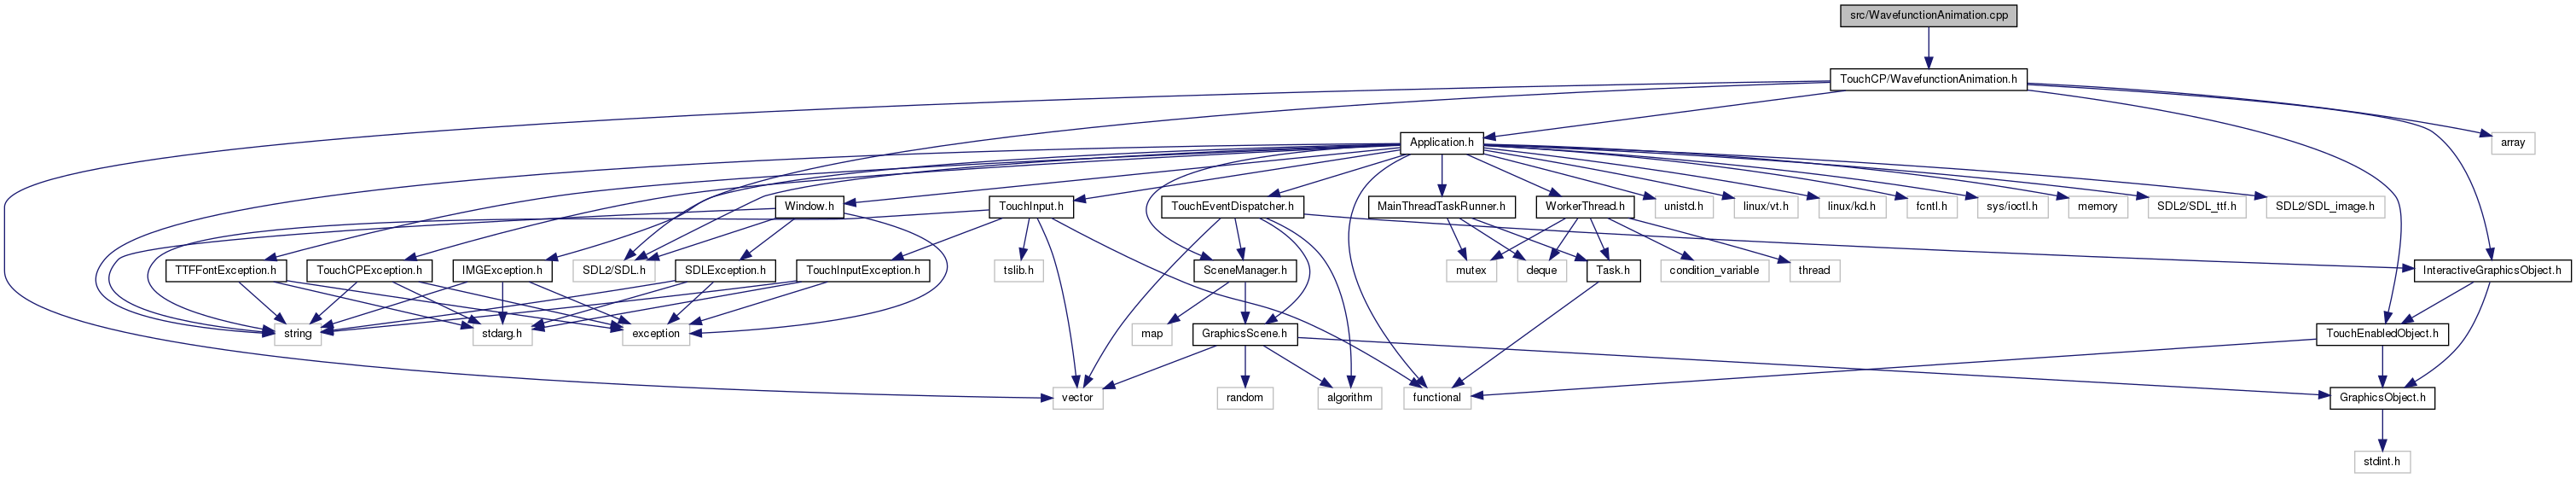 src/WavefunctionAnimation.cpp
TouchCP/WavefunctionAnimation.h
Application.h
array
Window.h
TouchInput.h
TouchEventDispatcher.h
MainThreadTaskRunner.h
WorkerThread.h
unistd.h
linux/vt.h
linux/kd.h
fcntl.h
sys/ioctl.h
memory
SDL2/SDL_ttf.h
SDL2/SDL_image.h
TTFFontException.h
TouchCPException.h
IMGException.h
SDL2/SDL.h
SDLException.h
TouchInputException.h
tslib.h
SceneManager.h
mutex
deque
Task.h
condition_variable
thread
InteractiveGraphicsObject.h
string
stdarg.h
exception
map
GraphicsScene.h
TouchEnabledObject.h
vector
random
algorithm
functional
GraphicsObject.h
stdint.h